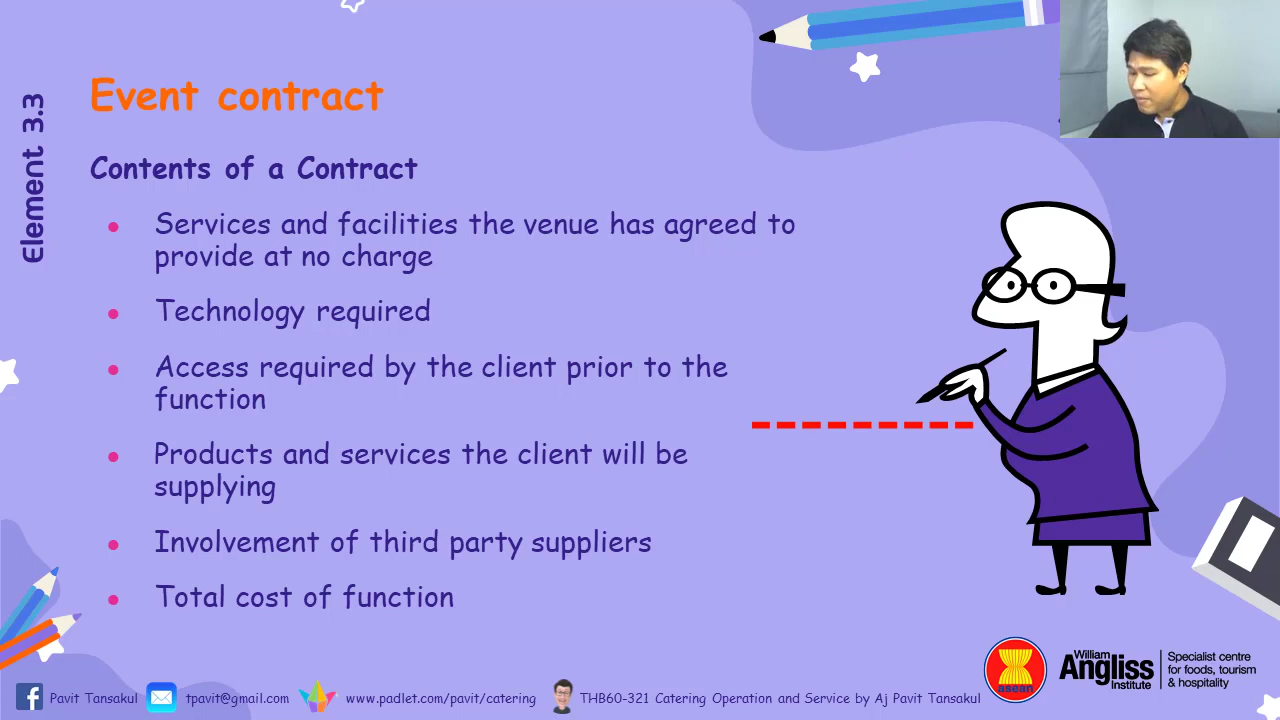 Element 3.3
Event contract
Contents of a Contract
● Services and facilities the venue has agreed to
provide at no charge
● Technology required
● Access required by the client prior to the
function
● Products and services the client will be
supplying
● Involvement of third party suppliers
● Total cost of function
Pavit Tansakul
tpavit@gmail.com
www.padlet.com/pavit/catering
THB60-321 Catering Operation and Service by Aj Pavit Tansakul
asean
William
Angliss
Institute
Specialist centre
for foods, tourism
& hospitality